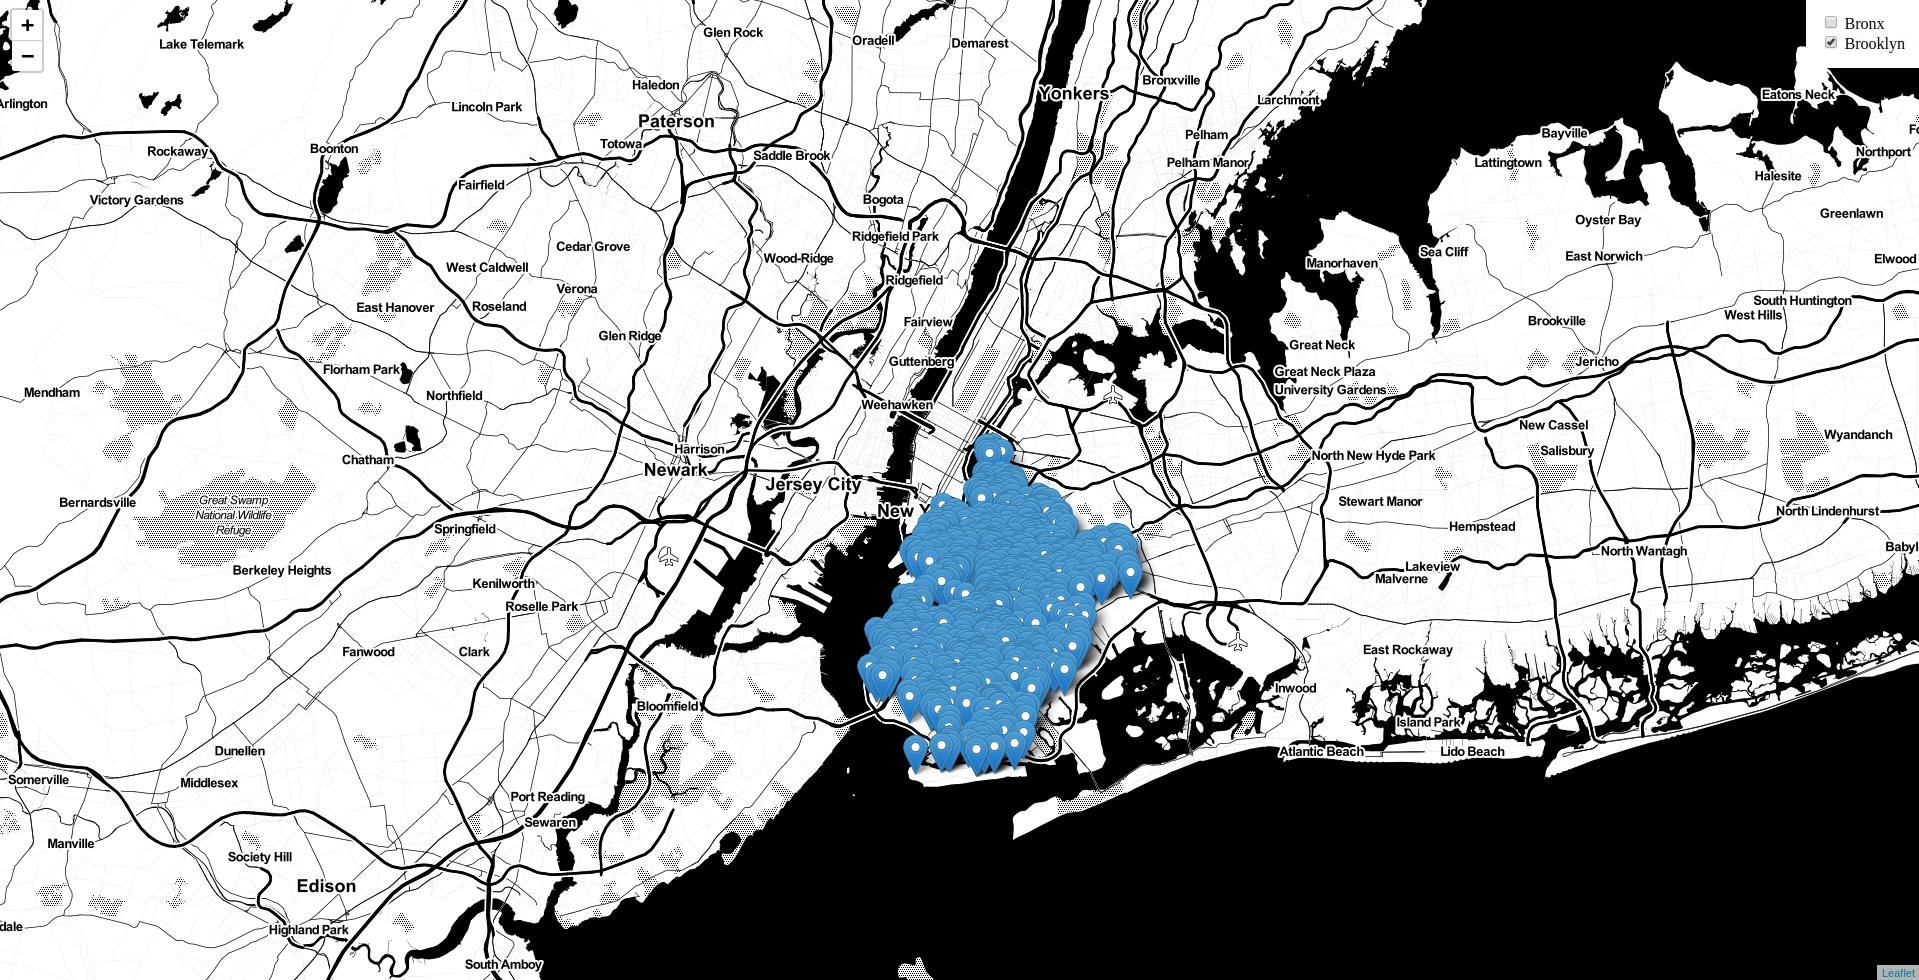 +
−
Bronx
Brooklyn
Glen Rock
Oradell
Demarest
Lake Telemark
Bronxville
Haledon
Yonkers
Eatons Neck
Larchmont
Arlington
Lincoln Park
Paterson
Pelham
Bayville
Totowa
Rockaway
Boonton
Saddle Brook
Northport
Pelham Manor
Lattingtown
Halesite
Fairfield
Victory Gardens
Bogota
Greenlawn
Oyster Bay
Ridgefield Park
Cedar Grove
Sea Cliff
Wood-Ridge
East Norwich
Elwood
Manorhaven
West Caldwell
Ridgefield
Verona
South Huntington
East Hanover
Roseland
West Hills
Fairview
Brookville
Glen Ridge
Great Neck
Guttenberg
Jericho
Florham Park
Great Neck Plaza
University Gardens
Mendham
Northfield
Weehawken
New Cassel
Wyandanch
Harrison
Salisbury
North New Hyde Park
Chatham
Newark
Jersey City
Great Swamp
National Wildlife
Refuge
Bernardsville
Stewart Manor
New Y
North Lindenhurst
Springfield
Hempstead
Babyl
North Wantagh
Lakeview
Malverne
Berkeley Heights
Kenilworth
Roselle Park
Fanwood
Clark
East Rockaway
Inwood
Bloomfield
Island Park
Dunellen
Atlantic Beach
Lido Beach
Somerville
Middlesex
Port Reading
Sewaren
Manville
Society Hill
Edison
dale
Highland Park
South Amboy
Leaflet